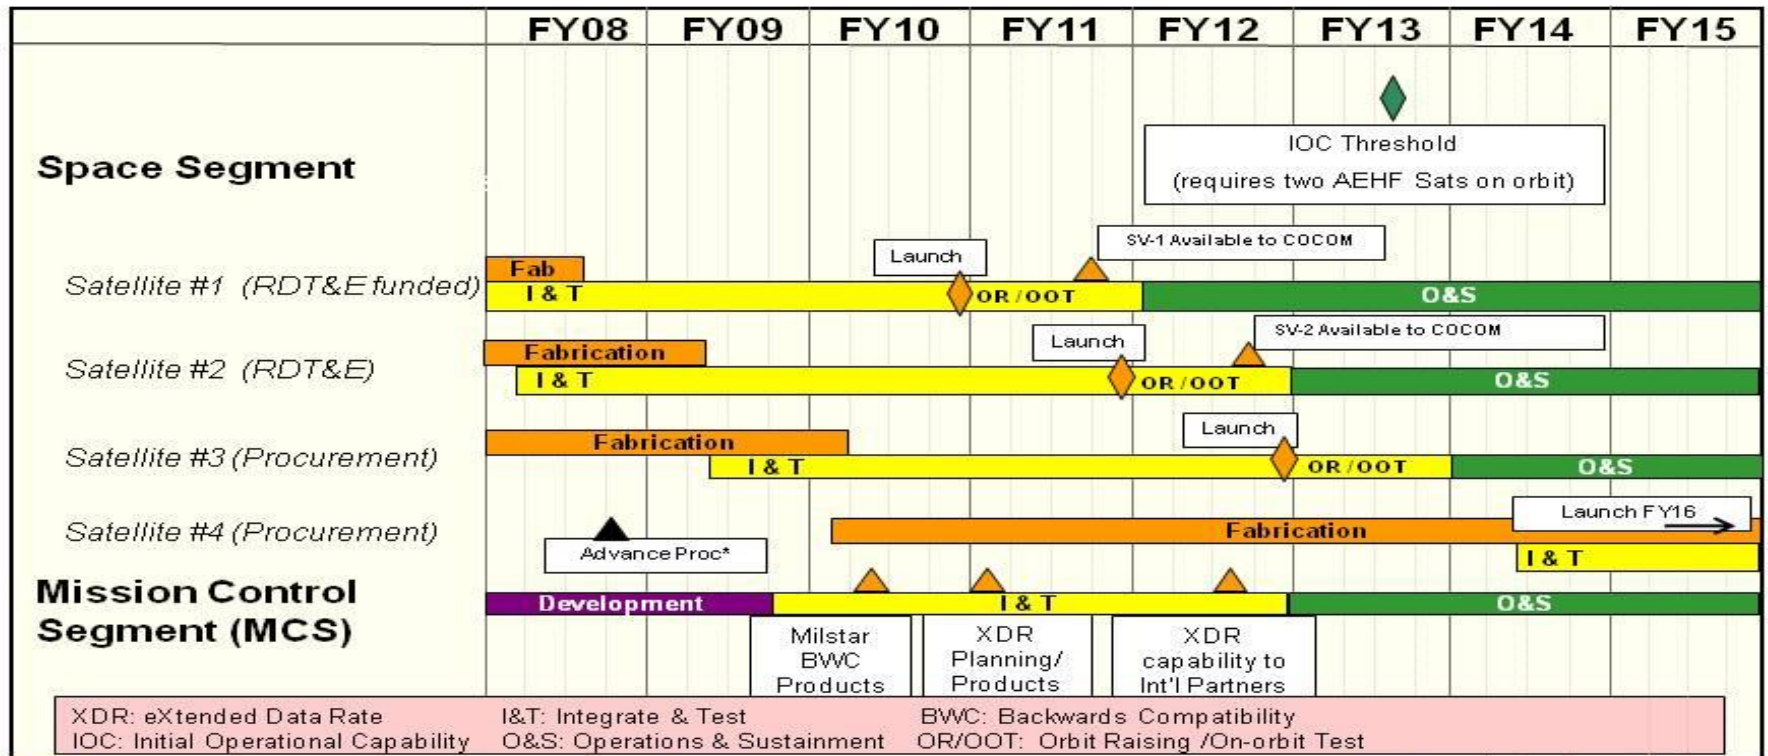 FY08 FY09 FY10 FY11 FY12 FY13 FY14 FY15
Space Segment
IOC Threshold
(requires two AEHF Sats on orbit)
Satellite #1 (RDT&E funded)
Fab
I & T
Launch
OR/OOT
SV-1 Available to COCOM
O&S
Satellite #2 (RDT&E)
Fabrication
I & T
Launch
OR/OOT
SV-2 Available to COCOM
O&S
Satellite #3 (Procurement)
Fabrication
I & T
Launch
OR/OOT
O&S
Satellite #4 (Procurement)
Advance Proc*
Fabrication
Launch FY16
I & T
Mission Control
Segment (MCS)
Development
I & T
O&S
Milstar
BWC
Products
XDR
Planning/
Products
XDR
capability to
Int'l Partners
XDR: eXtended Data Rate I&T: Integrate & Test BWC: Backwards Compatibility
IOC: Initial Operational Capability O&S: Operations & Sustainment OR/OOT: Orbit Raising /On-orbit Test